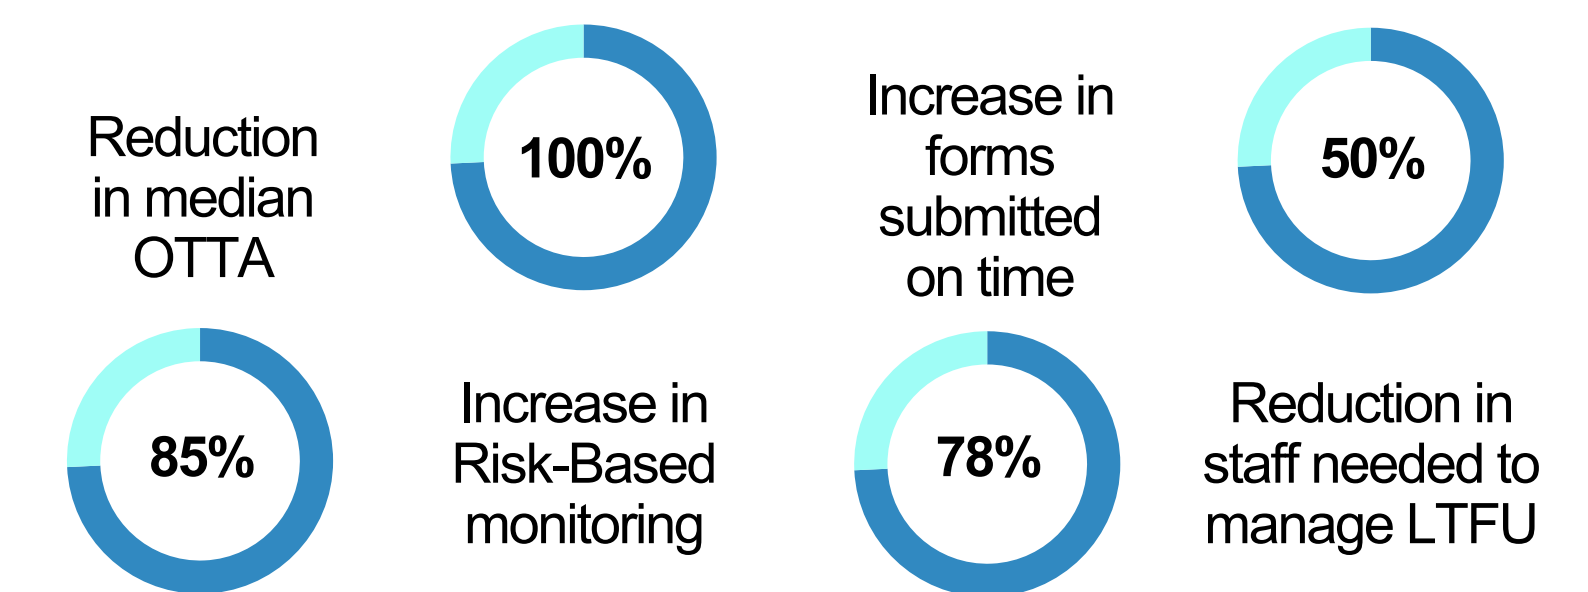 Reduction
in median
OTTA
85%
100%
Increase in
Risk-Based
monitoring
Increase in
forms
submitted
on time
78%
50%
Reduction in
staff needed to
manage LTFU